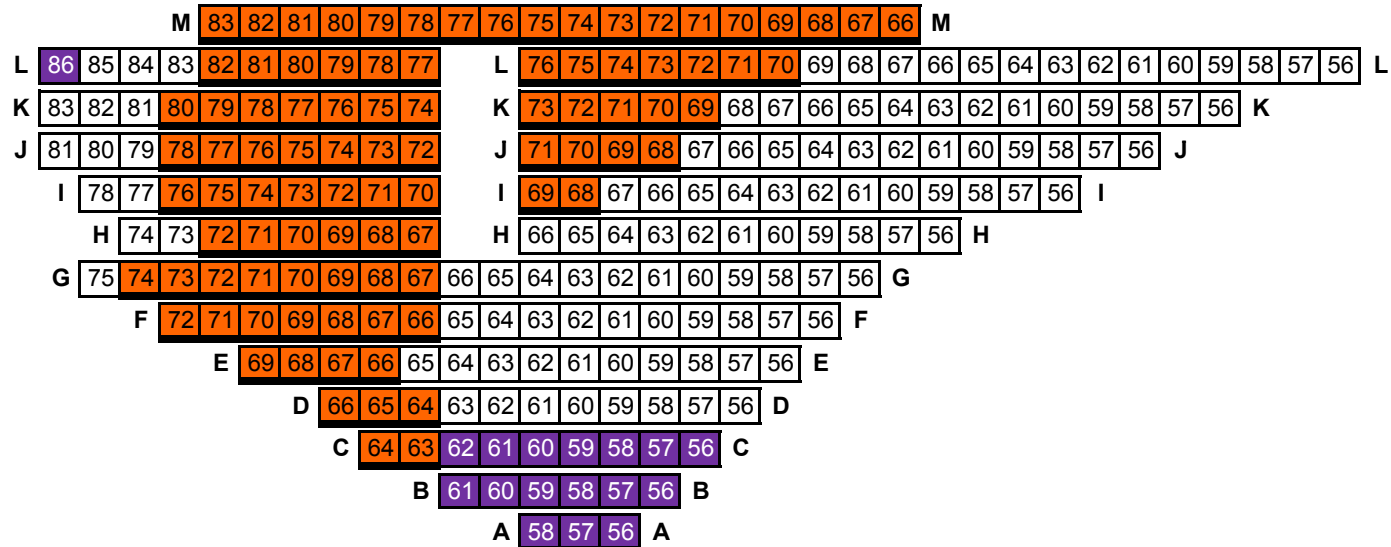 M 83 82 81 80 79 78 77 76 75 74 73 72 71 70 69 68 67 66 M
L 86 85 84 83 82 81 80 79 78 77 L 76 75 74 73 72 71 70 69 68 67 66 65 64 63 62 61 60 59 58 57 56 L
K 83 82 81 80 79 78 77 76 75 74 K 73 72 71 70 69 68 67 66 65 64 63 62 61 60 59 58 57 56 K
J 81 80 79 78 77 76 75 74 73 72 J 71 70 69 68 67 66 65 64 63 62 61 60 59 58 57 56 J
I 78 77 76 75 74 73 72 71 70 I 69 68 67 66 65 64 63 62 61 60 59 58 57 56 I
H 74 73 72 71 70 69 68 67 H 66 65 64 63 62 61 60 59 58 57 56 H
G 75 74 73 72 71 70 69 68 67 66 65 64 63 62 61 60 59 58 57 56 G
F 72 71 70 69 68 67 66 65 64 63 62 61 60 59 58 57 56 F
E 69 68 67 66 65 64 63 62 61 60 59 58 57 56 E
D 66 65 64 63 62 61 60 59 58 57 56 D
C 64 63 62 61 60 59 58 57 56 C
B 61 60 59 58 57 56 B
A 58 57 56 A